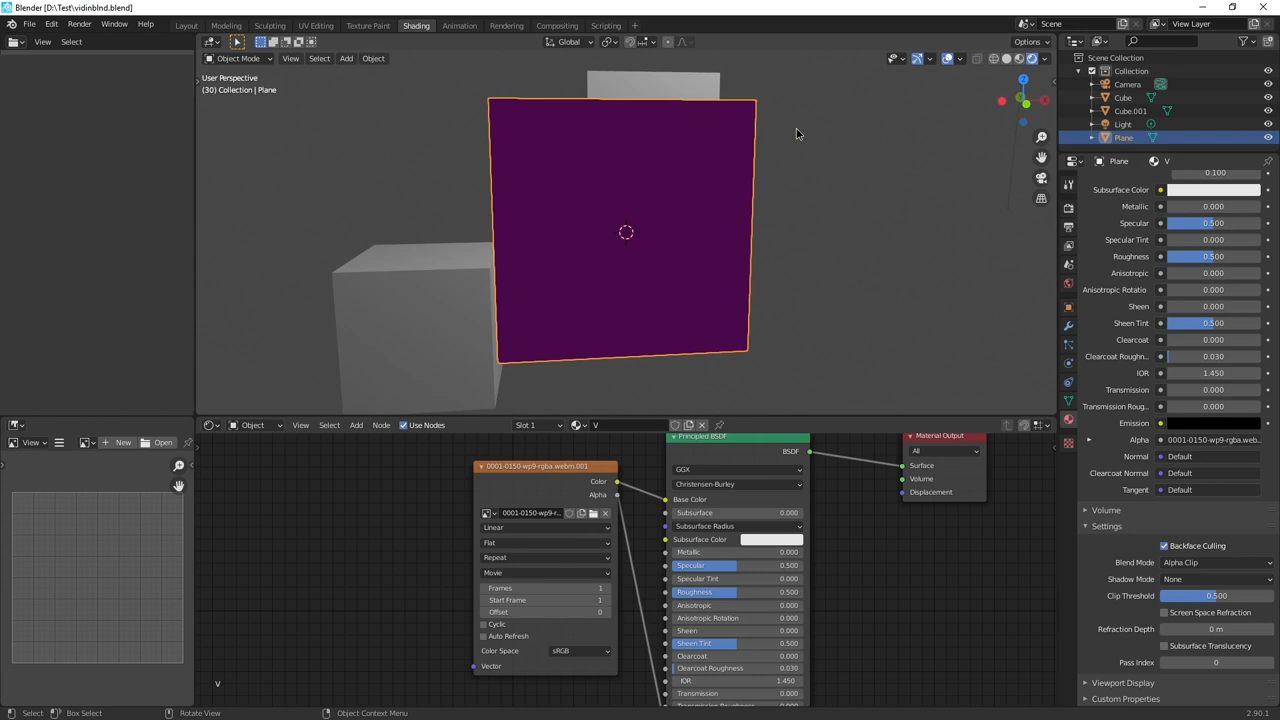 Blender [D:\Test\vidinblnd.blend]
File Edit Render Window Help Layout Modeling Sculpting UV Editing Texture Paint Shading Animation Rendering Compositing Scripting Scene View Layer
View Select Global Options
Object Mode View Select Add Object
User Perspective
(30) Collection | Plane
Z
Scene Collection
Collection
Camera
Cube
Cube.001
Light
Plane
Plane V
0.100
Subsurface Color
Metallic 0.000
Specular 0.500
Specular Tint 0.000
Roughness 0.500
Anisotropic 0.000
Anisotropic Rotatio 0.000
Sheen 0.000
Sheen Tint 0.500
Clearcoat 0.000
Clearcoat Roughn... 0.030
IOR 1.450
Transmission 0.000
Transmission Roug... 0.000
Emission
Alpha 0001-0150-wp9-rgba.web...
Normal Default
Clearcoat Normal Default
Tangent Default
Volume
Settings
Backface Culling
Blend Mode Alpha Clip
Shadow Mode None
Clip Threshold 0.500
Screen Space Refraction
Refraction Depth 0 m
Subsurface Translucency
Pass Index 0
Viewport Display
Custom Properties
Object View Select Add Node Use Nodes Slot 1 V
View New Open
0001-0150-wp9-rgba.webm.001
Color
Alpha
0001-0150-wp9-r...
Linear
Flat
Repeat
Movie
Frames 1
Start Frame 1
Offset 0
Cyclic
Auto Refresh
Color Space sRGB
Vector
Principled BSDF
BSDF
GGX
Christensen-Burley
Base Color
Subsurface 0.000
Subsurface Radius
Subsurface Color
Metallic 0.000
Specular 0.500
Specular Tint 0.000
Roughness 0.500
Anisotropic 0.000
Anisotropic Rotation 0.000
Sheen 0.000
Sheen Tint 0.500
Clearcoat 0.000
Clearcoat Roughness 0.030
IOR 1.450
Transmission 0.000
Material Output
All
Surface
Volume
Displacement
V
Select Box Select Rotate View Object Context Menu 2.90.1